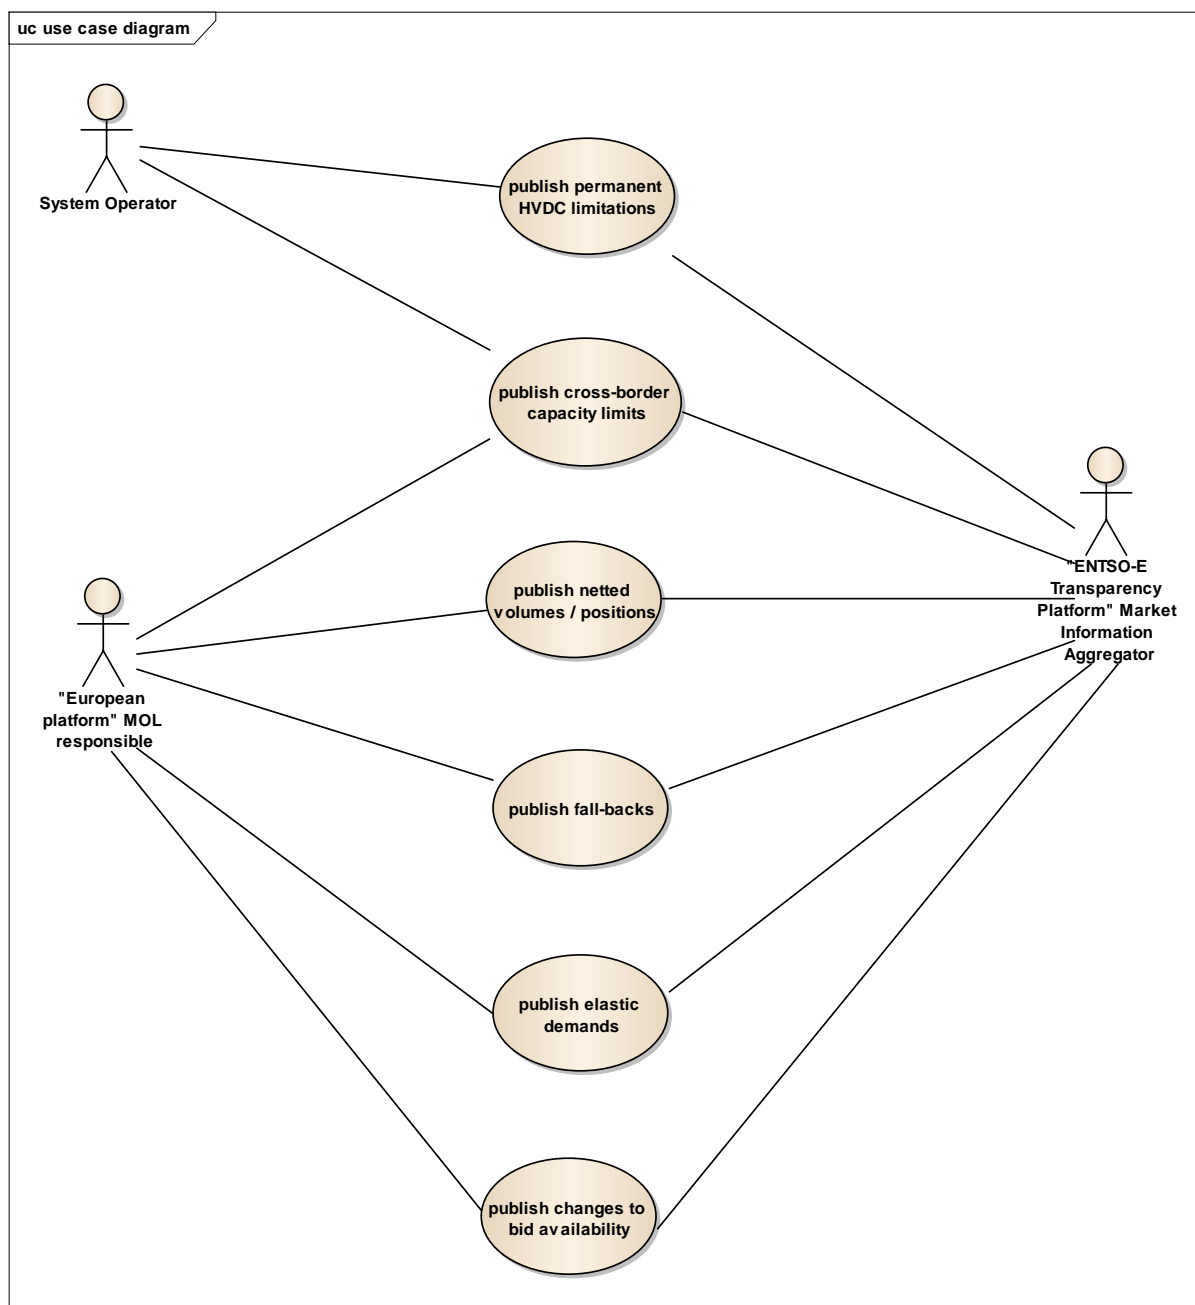 uc use case diagram
System Operator
publish permanent
HVDC limitations
publish cross-border
capacity limits
publish netted
volumes / positions
"ENTSO-E
Transparency
Platform" Market
Information
Aggregator
"European
platform" MOL
responsible
publish fall-backs
publish elastic
demands
publish changes to
bid availability